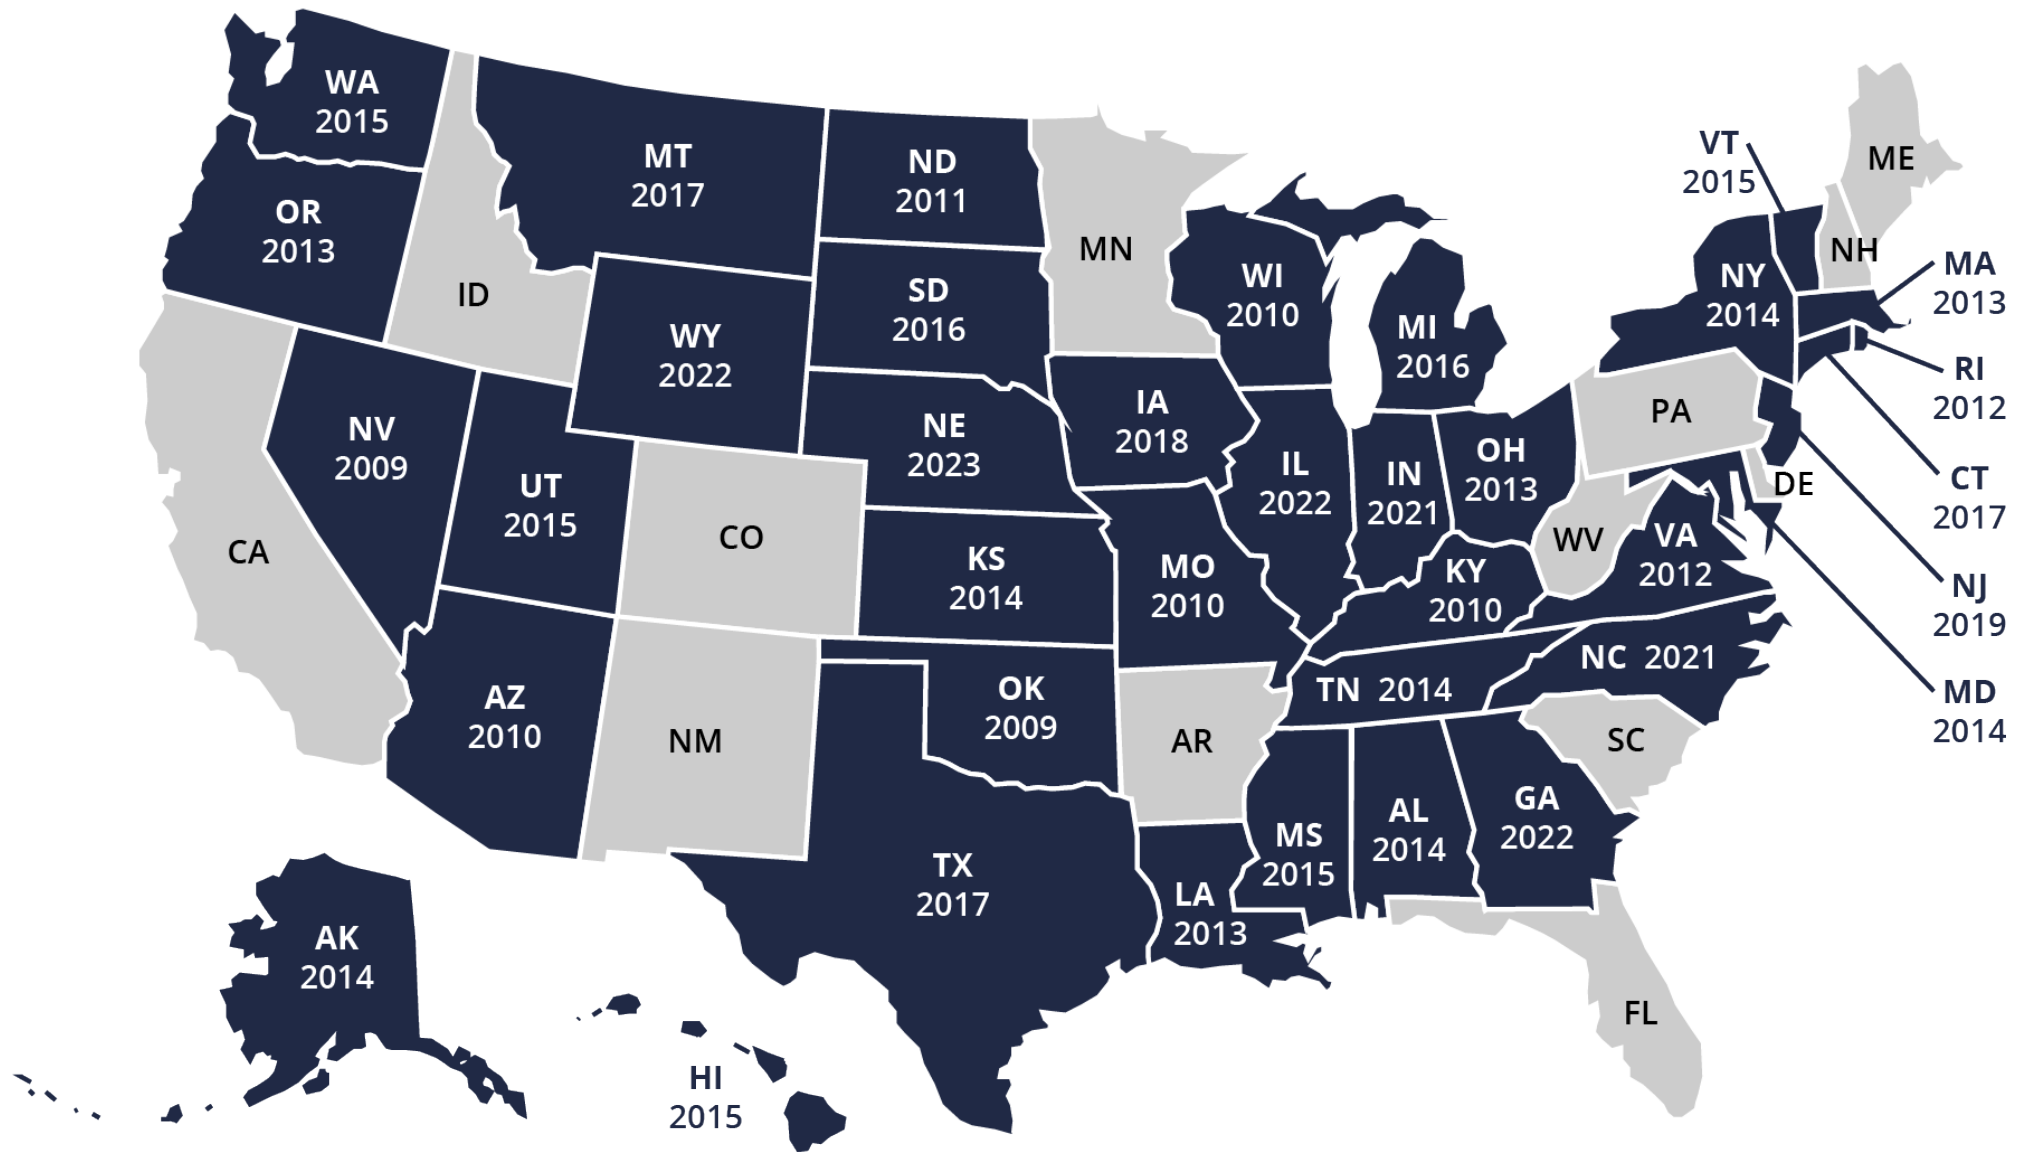 WA
2015
OR
2013
MT
2017
ND
2011
MN
VT
2015
ME
ID
WY
2022
SD
2016
WI
2010
MI
2016
NY
2014
NH
MA
2013
RI
2012
NV
2009
UT
2015
NE
2023
IA
2018
IL
2022
IN
2021
OH
2013
PA
DE
CT
2017
CA
CO
KS
2014
MO
2010
KY
2010
WV
VA
2012
NJ
2019
AZ
2010
NM
OK
2009
AR
TN 2014
NC 2021
SC
MD
2014
TX
2017
LA
2013
MS
2015
AL
2014
GA
2022
FL
AK
2014
HI
2015